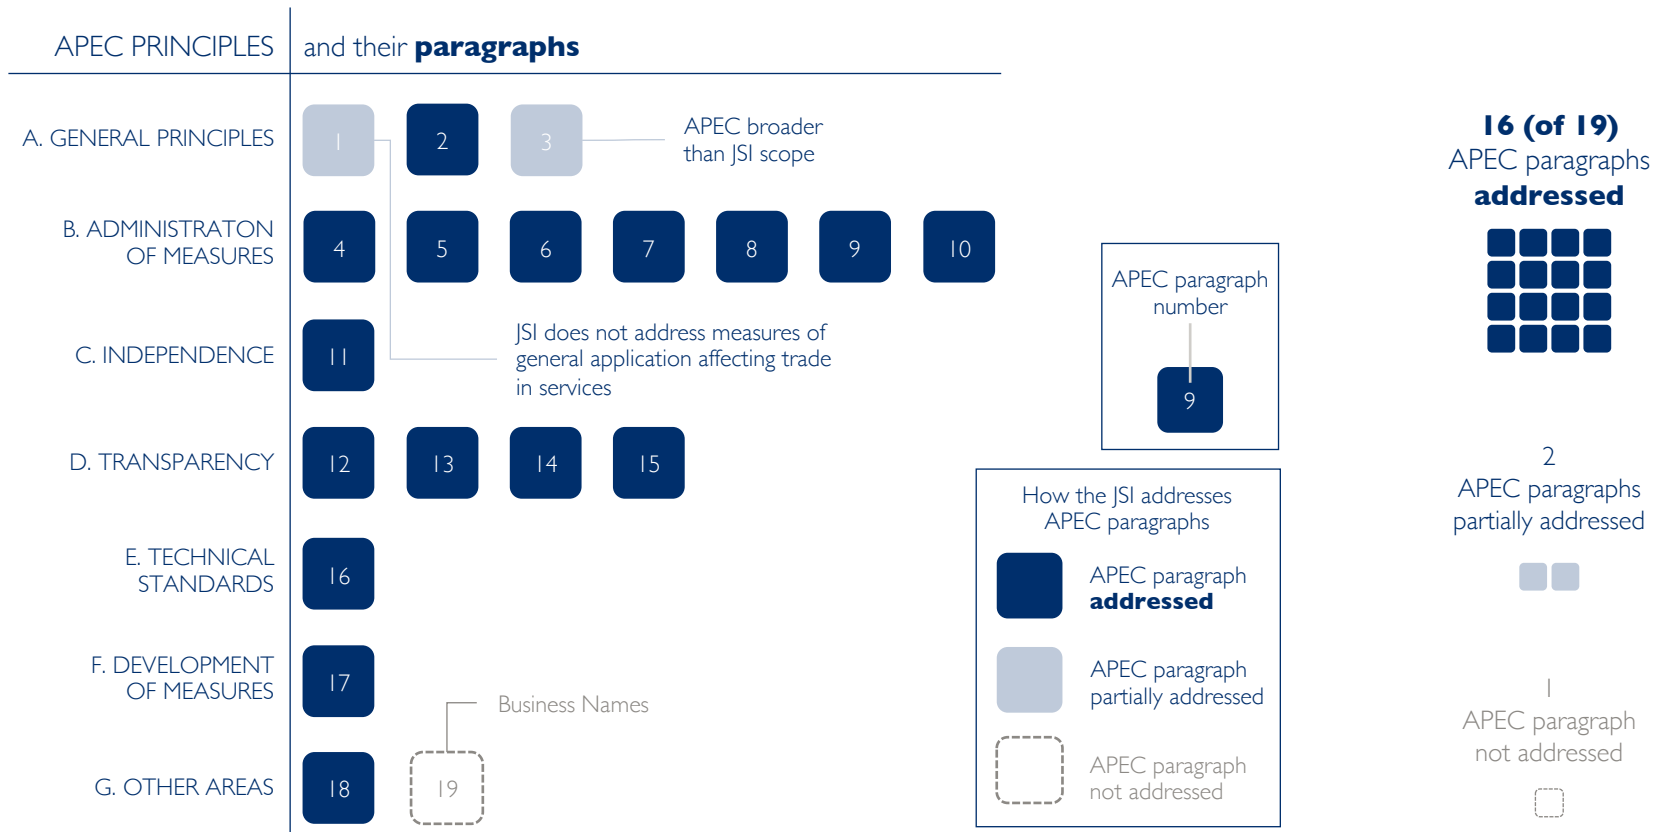 APEC PRINCIPLES
and their paragraphs
A. GENERAL PRINCIPLES
1
2
3
APEC broader
than JSI scope
B. ADMINISTRATON
OF MEASURES
4
5
6
7
8
9
10
C. INDEPENDENCE
11
JSI does not address measures of
general application affecting trade
in services
D. TRANSPARENCY
12
13
14
15
E. TECHNICAL
STANDARDS
16
F. DEVELOPMENT
OF MEASURES
17
Business Names
G. OTHER AREAS
18
19
APEC paragraph
number
9
How the JSI addresses
APEC paragraphs
APEC paragraph
addressed
APEC paragraph
partially addressed
APEC paragraph
not addressed
16 (of 19)
APEC paragraphs
addressed
2
APEC paragraphs
partially addressed
1
APEC paragraph
not addressed